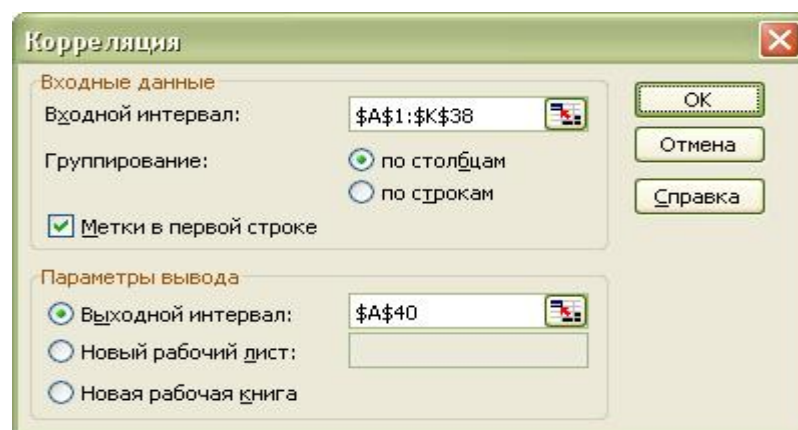 Корреляция
Входные данные
Входной интервал: $A$1:$K$38
Группирование: по столбцам
по строкам
Метки в первой строке
OK
Отмена
Справка
Параметры вывода
Выходной интервал: $A$40
Новый рабочий лист:
Новая рабочая книга